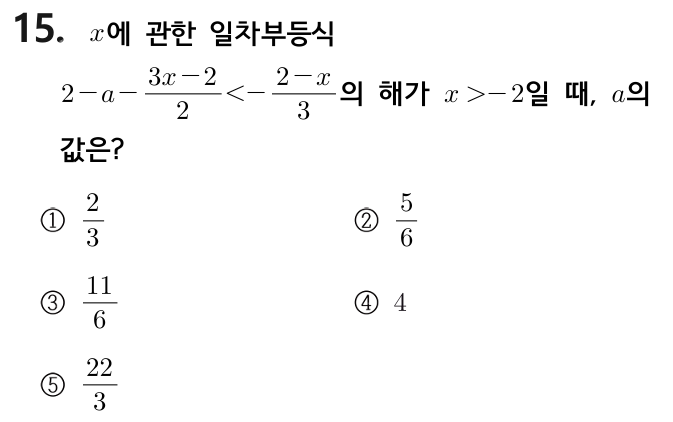 15. x에 관한 일차부등식
2-a-\frac{3x-2}{2}<-\frac{2-x}{3}의 해가 x>-2일 때, a의
값은?
① \frac{2}{3} ② \frac{5}{6}
③ \frac{11}{6} ④ 4
⑤ \frac{22}{3}